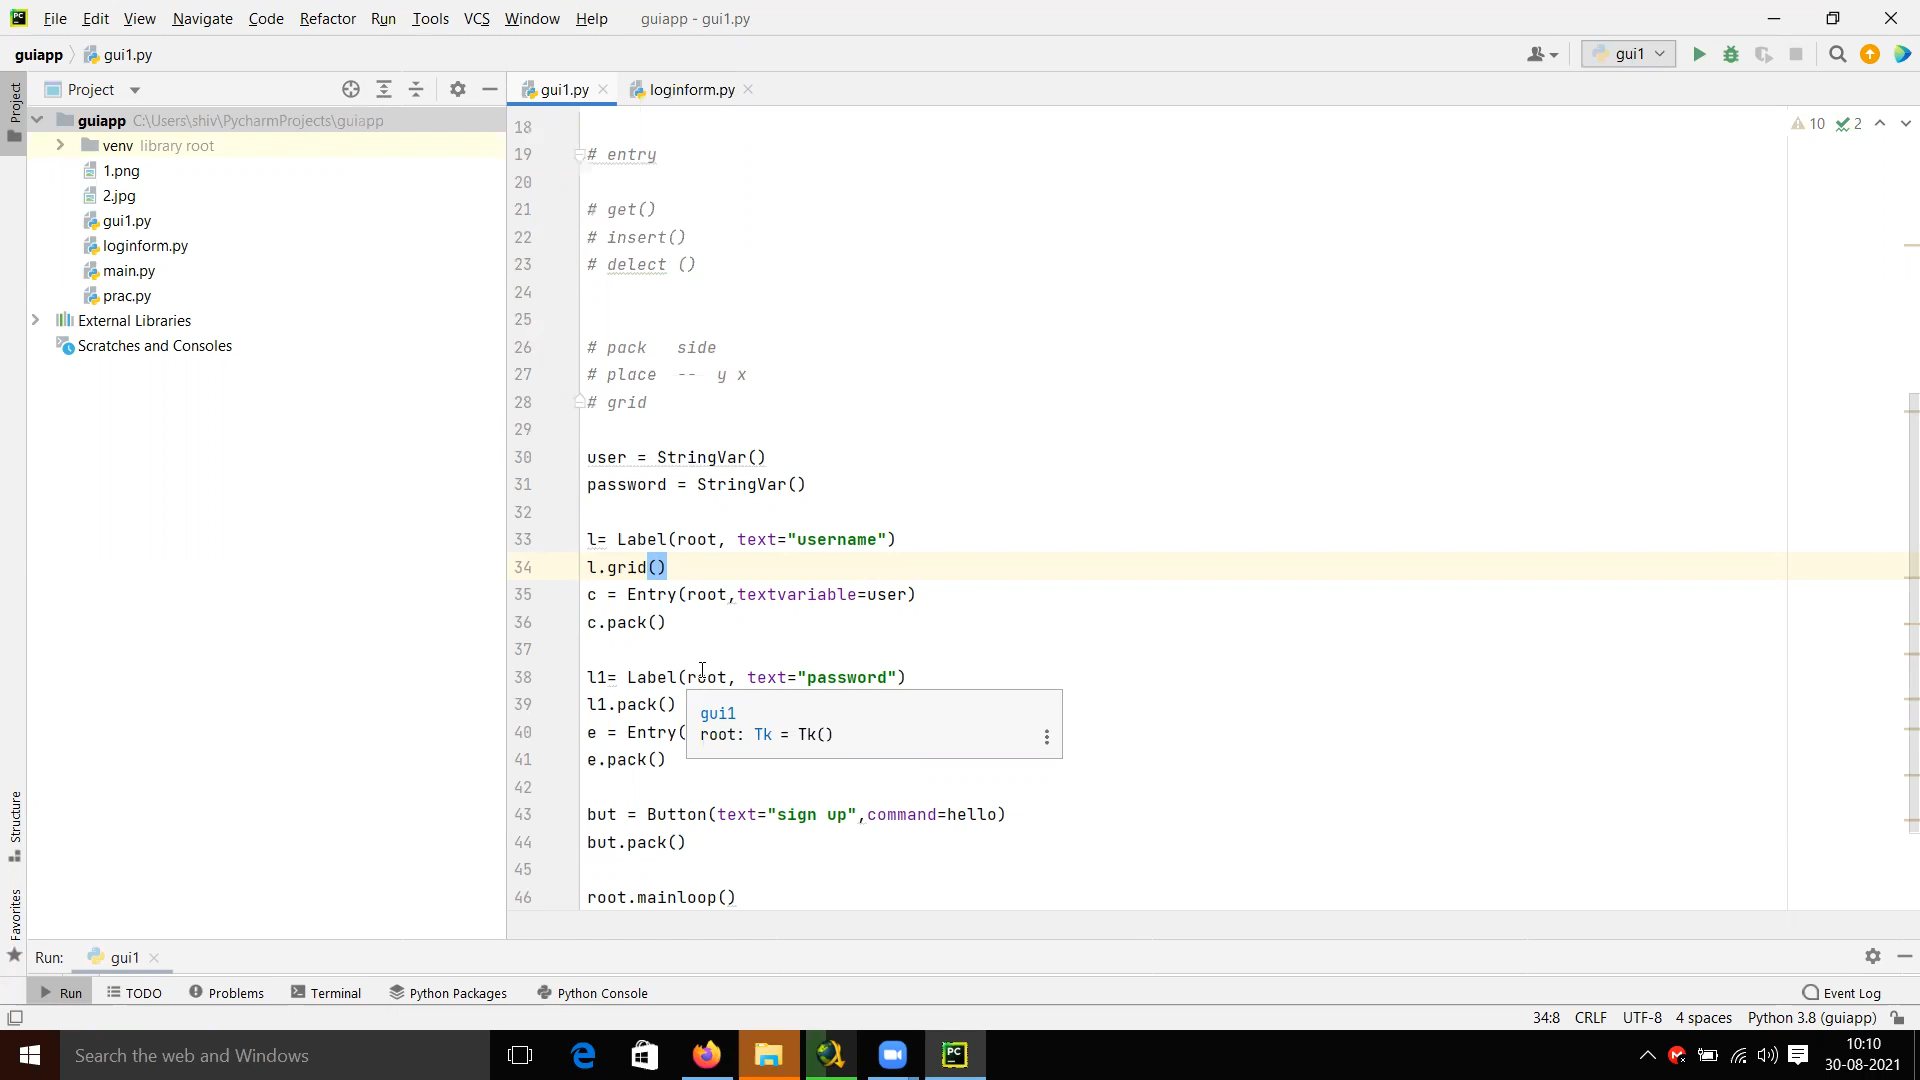 File Edit View Navigate Code Refactor Run Tools VCS Window Help guiapp - gui1.py
guiapp gui1.py gui1
Project gui1.py loginform.py
guiapp C:\Users\shiv\PycharmProjects\guiapp
venv library root
1.png
2.jpg
gui1.py
loginform.py
main.py
prac.py
External Libraries
Scratches and Consoles
Project
Structure
Favorites
10 2
18
19 # entry
20
21 # get()
22 # insert()
23 # delect ()
24
25
26 # pack side
27 # place -- y x
28 # grid
29
30 user = StringVar()
31 password = StringVar()
32
33 l= Label(root, text="username")
34 l.grid()
35 c = Entry(root,textvariable=user)
36 c.pack()
37
38 l1= Label(root, text="password")
39 l1.pack()
40 e = Entry(
41 e.pack()
42
43 but = Button(text="sign up",command=hello)
44 but.pack()
45
46 root.mainloop()
gui1
root: Tk = Tk()
Run: gui1
Run TODO Problems Terminal Python Packages Python Console Event Log
34:8 CRLF UTF-8 4 spaces Python 3.8 (guiapp)
Search the web and Windows
10:10
30-08-2021